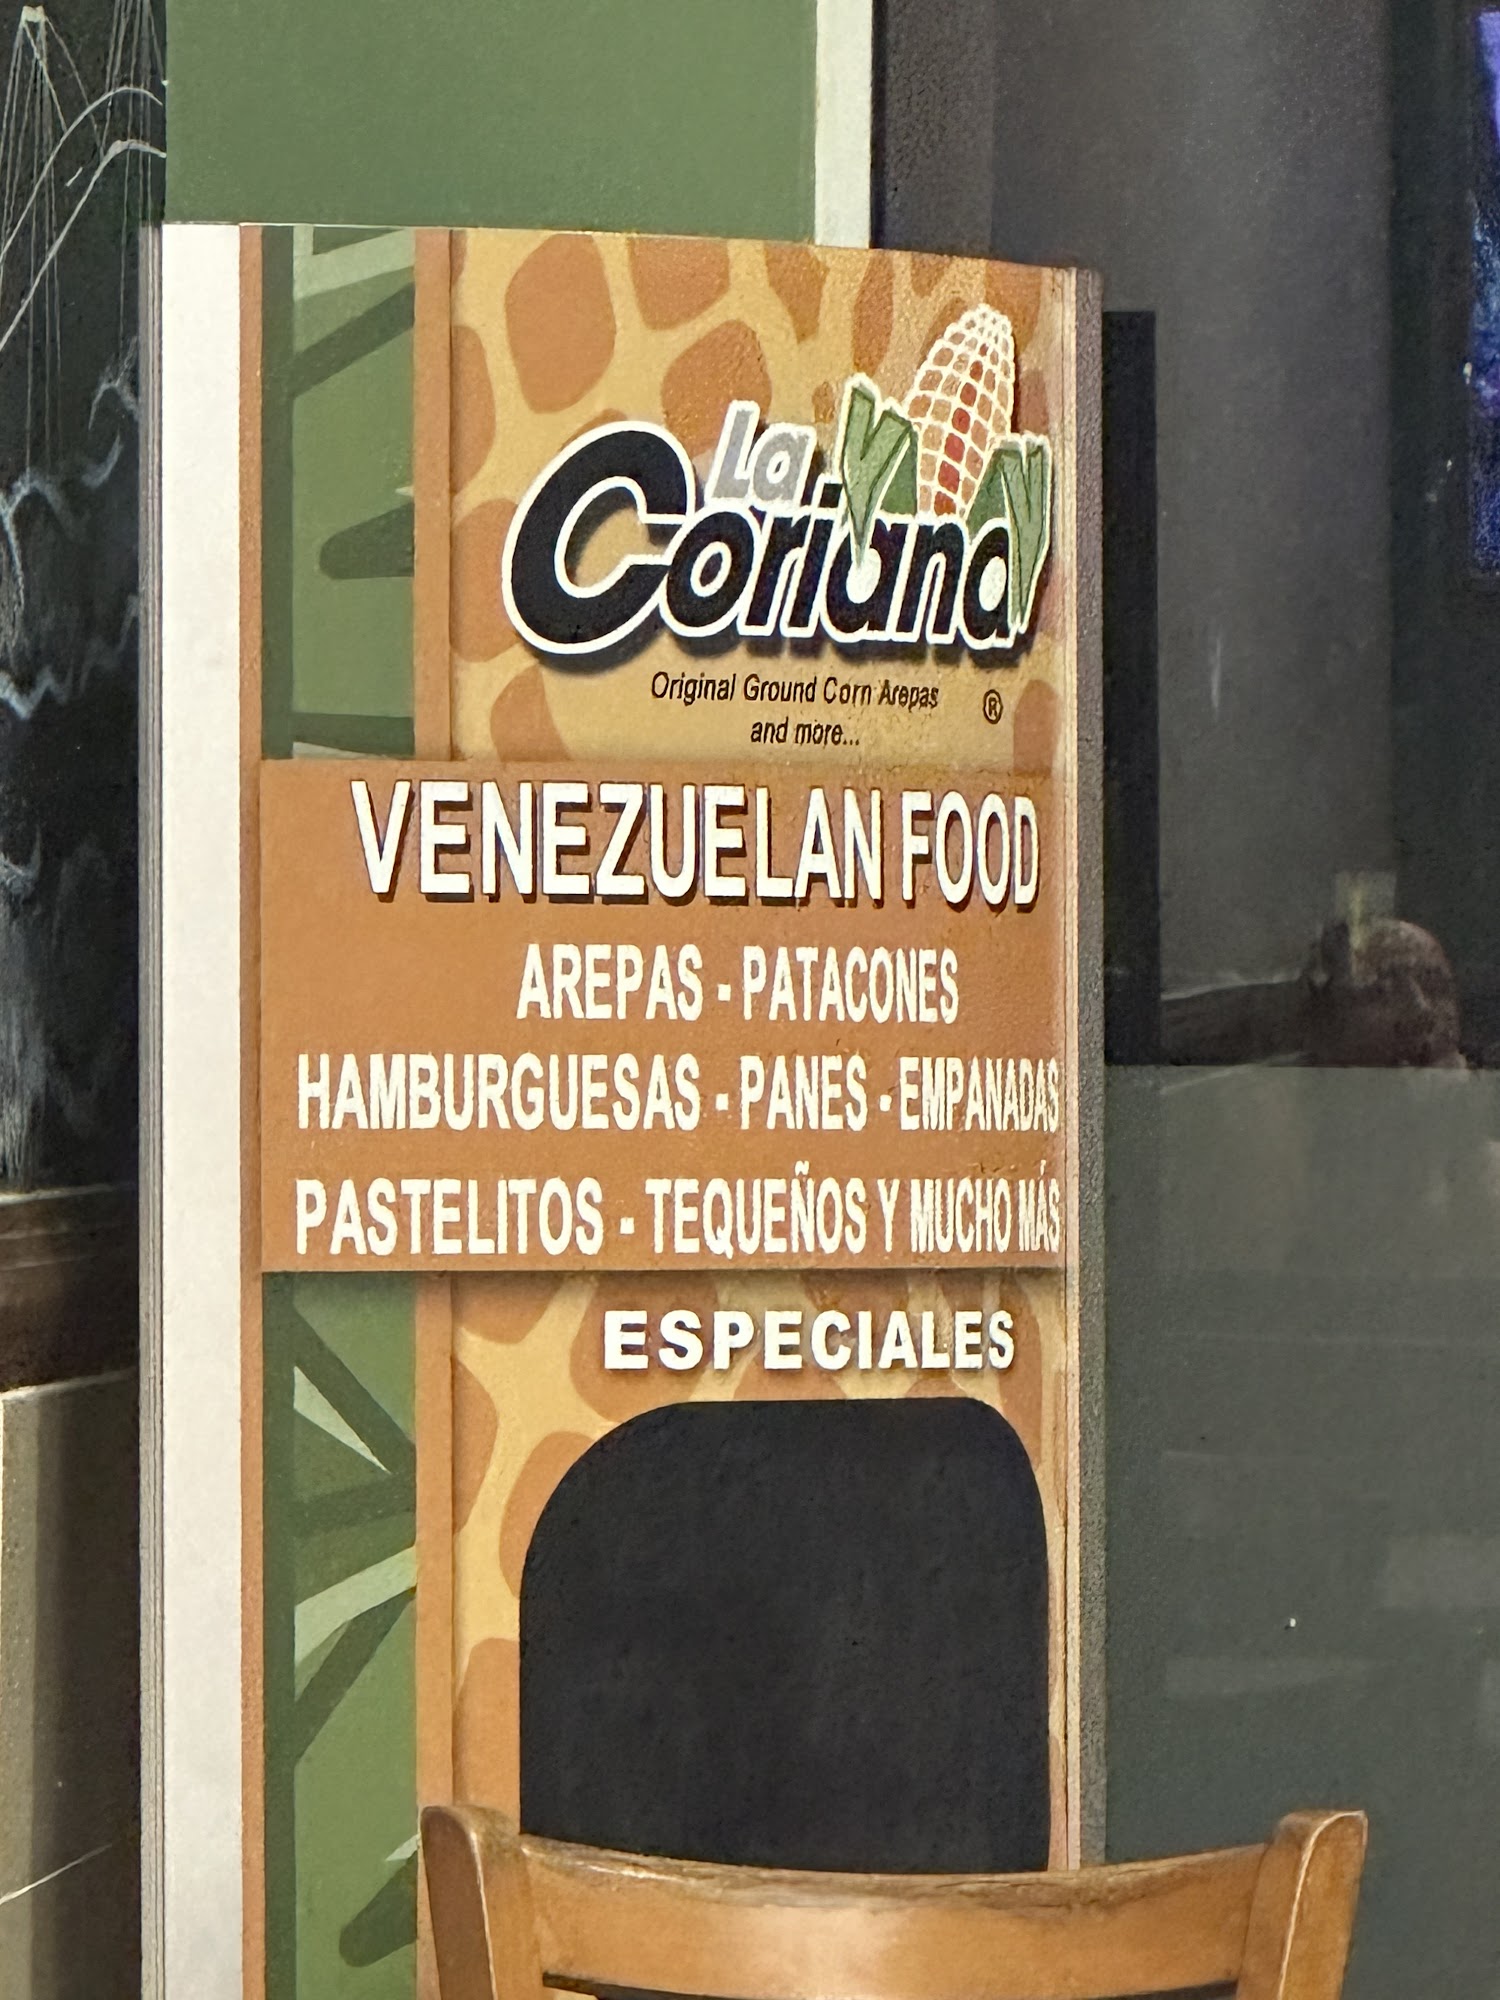 La
Coriana
Original Ground Corn Arepas
and more... ®
VENEZUELAN FOOD
AREPAS - PATACONES
HAMBURGUESAS - PANES - EMPANADAS
PASTELITOS - TEQUEÑOS Y MUCHO MÁS
ESPECIALES